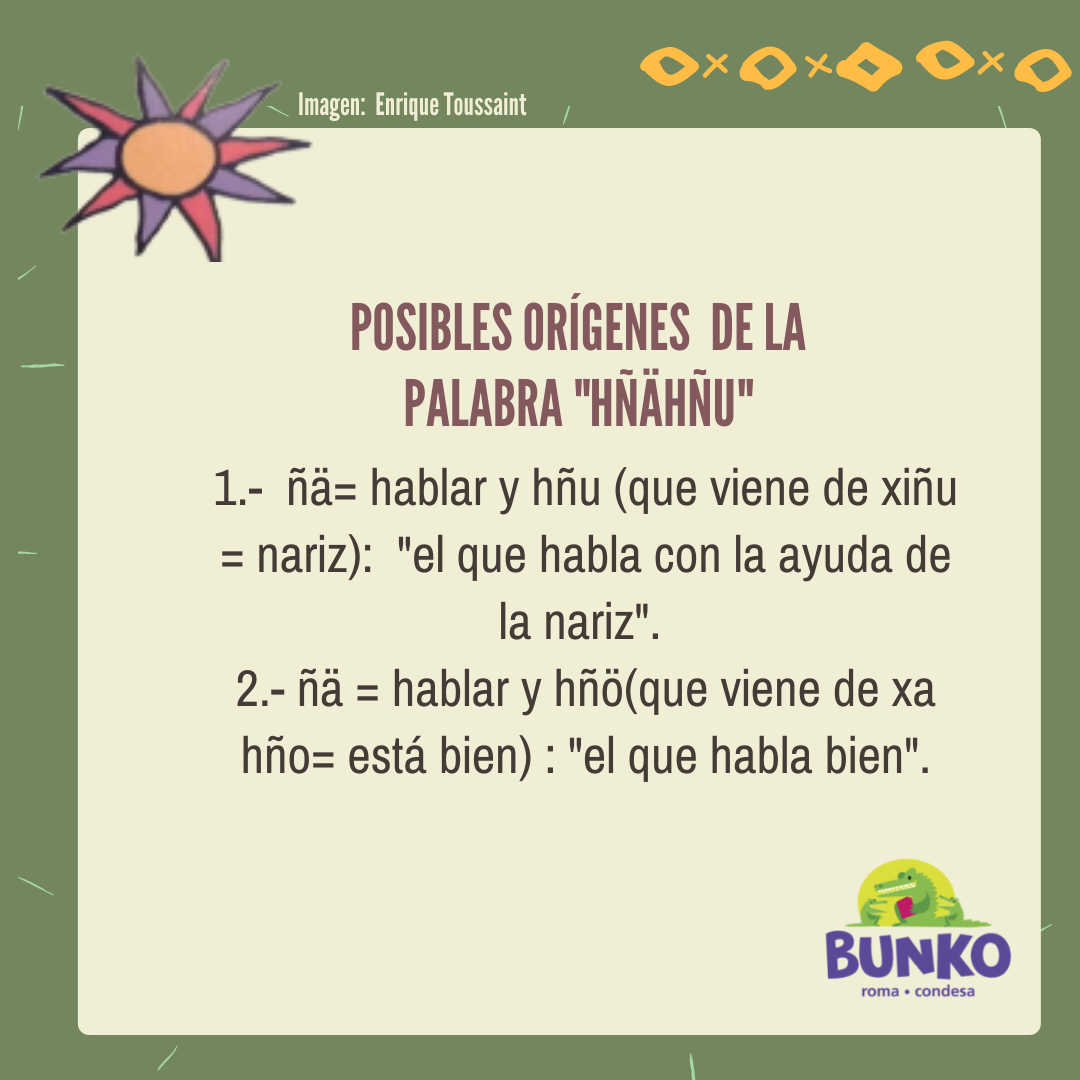 Imagen:  Enrique Toussaint
POSIBLES ORÍGENES  DE LA
PALABRA "HÑÄHÑU"
1.-  ñä= hablar y hñu (que viene de xiñu
= nariz):  "el que habla con la ayuda de
la nariz".
2.- ñä = hablar y hñö(que viene de xa
hño= está bien) : "el que habla bien".
BUNKO
roma • condesa